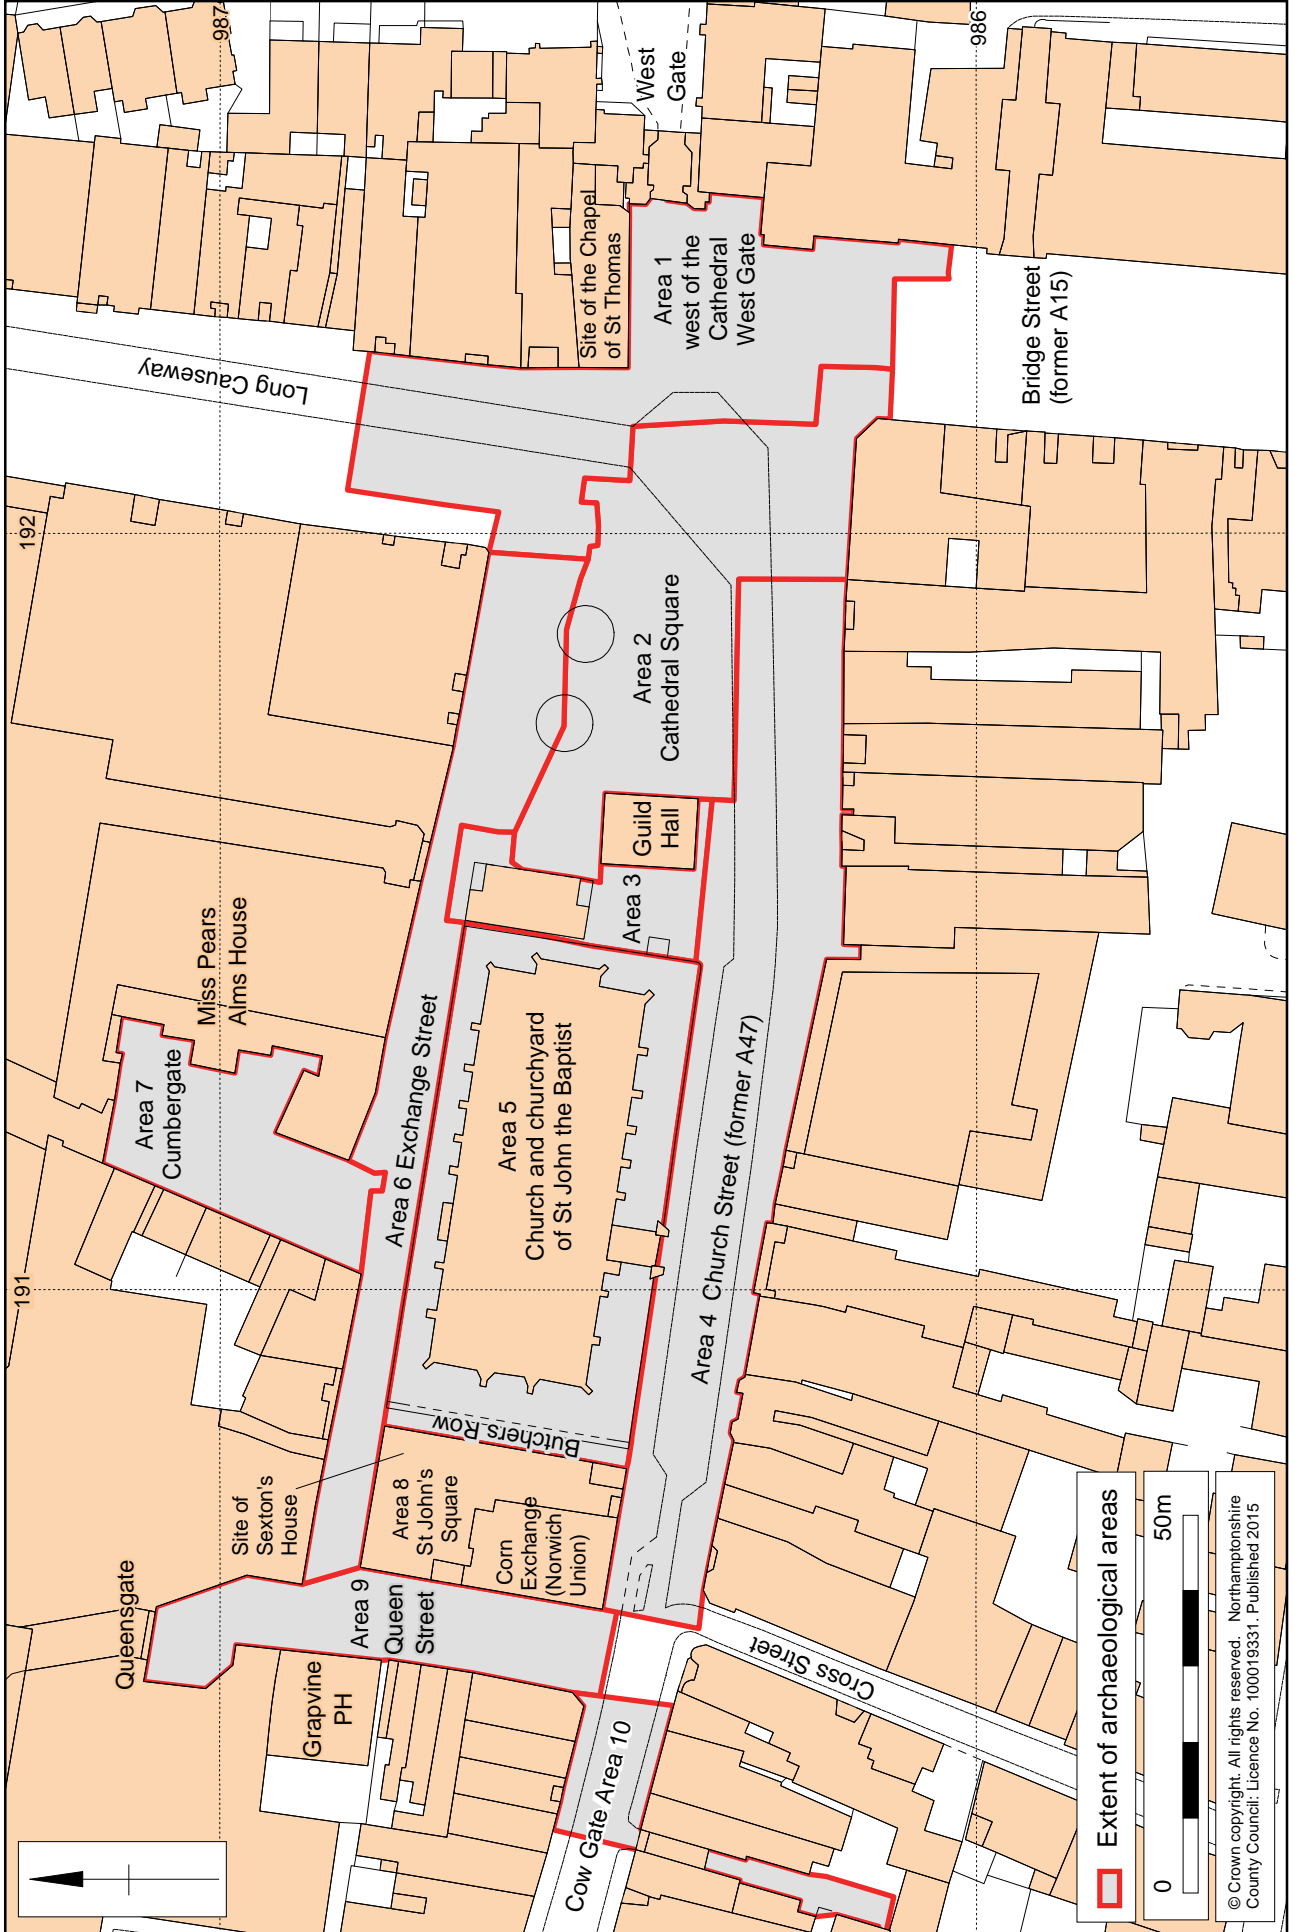 Queensgate
Site of
Sexton's
House
Grapvine
PH
Area 9
Queen
Street
Area 8
St John's
Square
Corn
Exchange
(Norwich
Union)
Cow Gate Area 10
Cross Street
Butchers Row
191
Area 7
Cumbergate
Miss Pears
Alms House
Area 6 Exchange Street
Area 5
Church and churchyard
of St John the Baptist
Area 4 Church Street (former A47)
Area 3
Guild
Hall
Area 2
Cathedral Square
192
Long Causeway
Site of the Chapel
of St Thomas
Area 1
west of the
Cathedral
West Gate
West
Gate
Bridge Street
(former A15)
987
986
Extent of archaeological areas
0
50m
© Crown copyright. All rights reserved. Northamptonshire
County Council: Licence No. 100019331. Published 2015